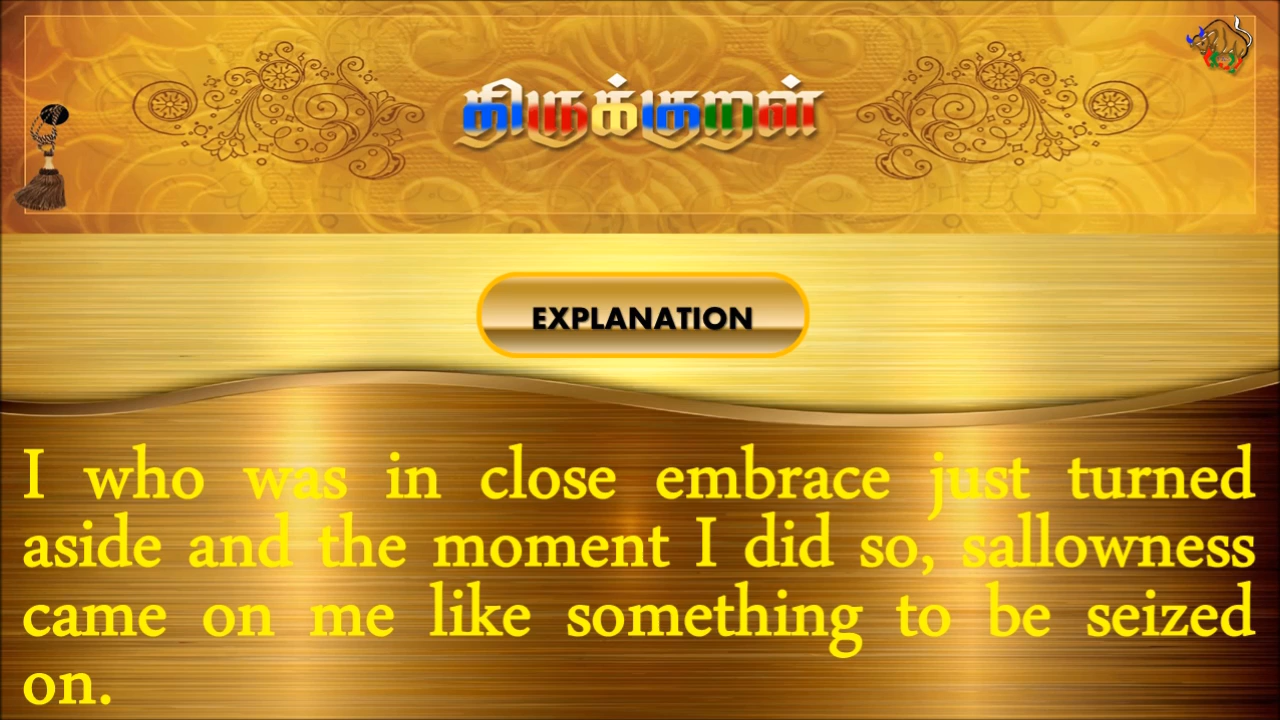 திருக்குறள்
EXPLANATION
I who was in close embrace just turned
aside and the moment I did so, sallowness
came on me like something to be seized
on.